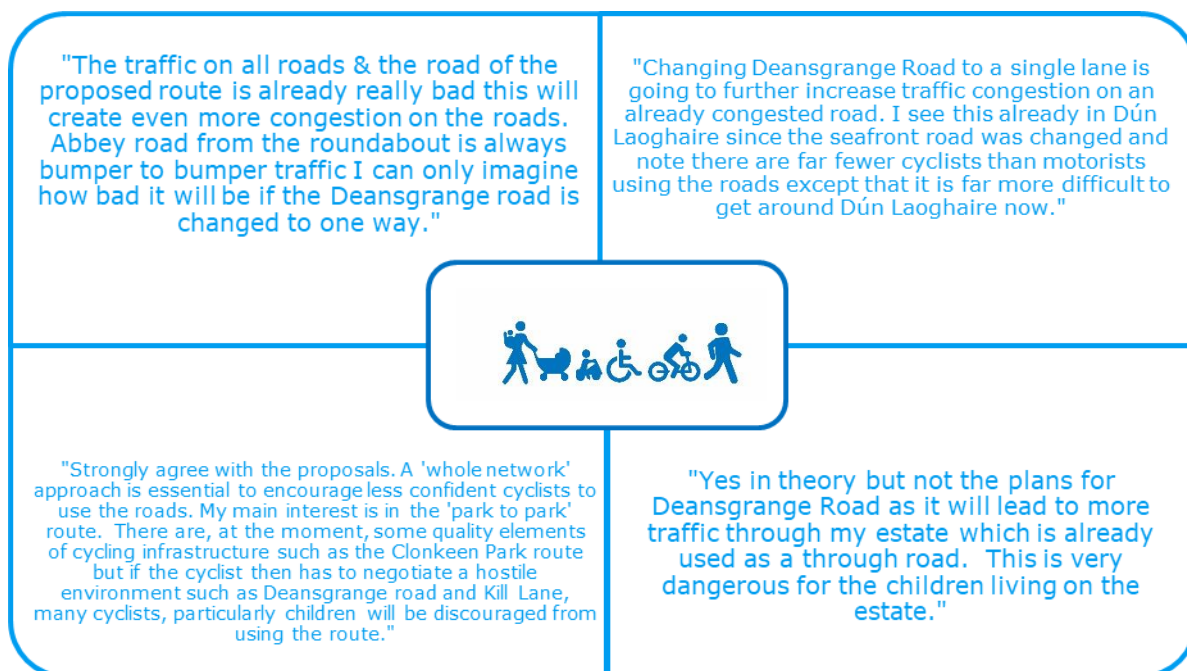 "The traffic on all roads & the road of the
proposed route is already really bad this will
create even more congestion on the roads.
Abbey road from the roundabout is always
bumper to bumper traffic I can only imagine
how bad it will be if the Deansgrange road is
changed to one way."
"Changing Deansgrange Road to a single lane is
going to further increase traffic congestion on an
already congested road. I see this already in Dún
Laoghaire since the seafront road was changed and
note there are far fewer cyclists than motorists
using the roads except that it is far more difficult to
get around Dún Laoghaire now."
"Strongly agree with the proposals. A 'whole network'
approach is essential to encourage less confident cyclists to
use the roads. My main interest is in the 'park to park'
route. There are, at the moment, some quality elements
of cycling infrastructure such as the Clonkeen Park route
but if the cyclist then has to negotiate a hostile
environment such as Deansgrange road and Kill Lane,
many cyclists, particularly children will be discouraged from
using the route."
"Yes in theory but not the plans for
Deansgrange Road as it will lead to more
traffic through my estate which is already
used as a through road. This is very
dangerous for the children living on the
estate."